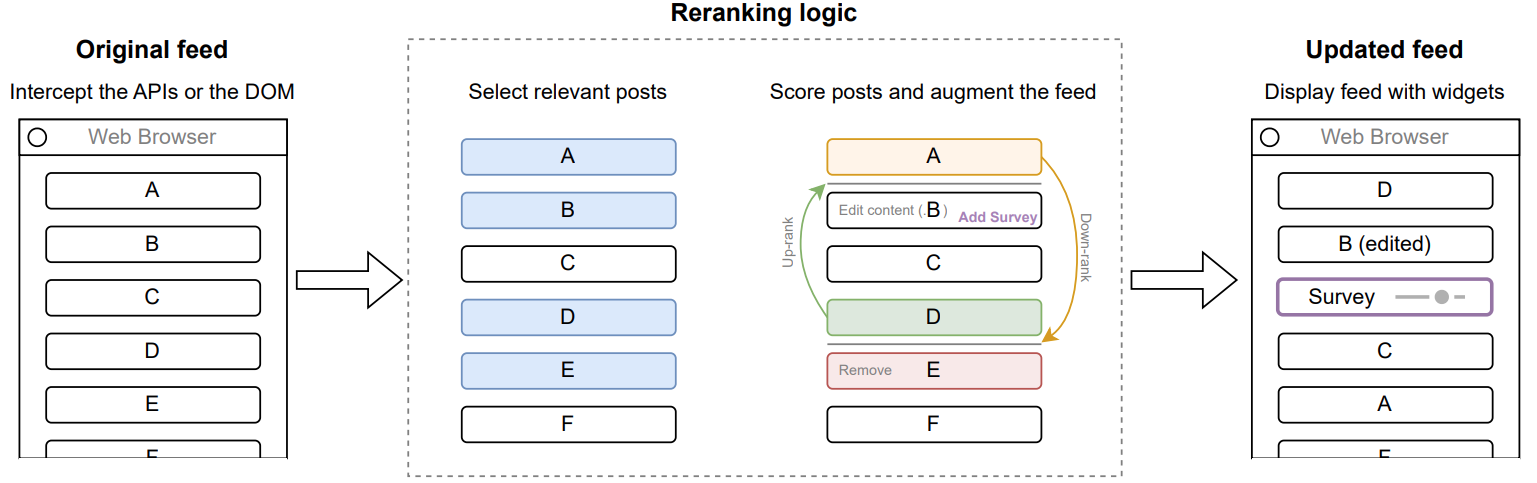 Reranking logic
Original feed
Intercept the APIs or the DOM
Web Browser
A
B
C
D
E
Select relevant posts
A
B
C
D
E
F
Score posts and augment the feed
A
Edit content (.B) Add Survey
C
D
Remove E
F
Up-rank
Down-rank
Updated feed
Display feed with widgets
Web Browser
D
B (edited)
Survey
C
A